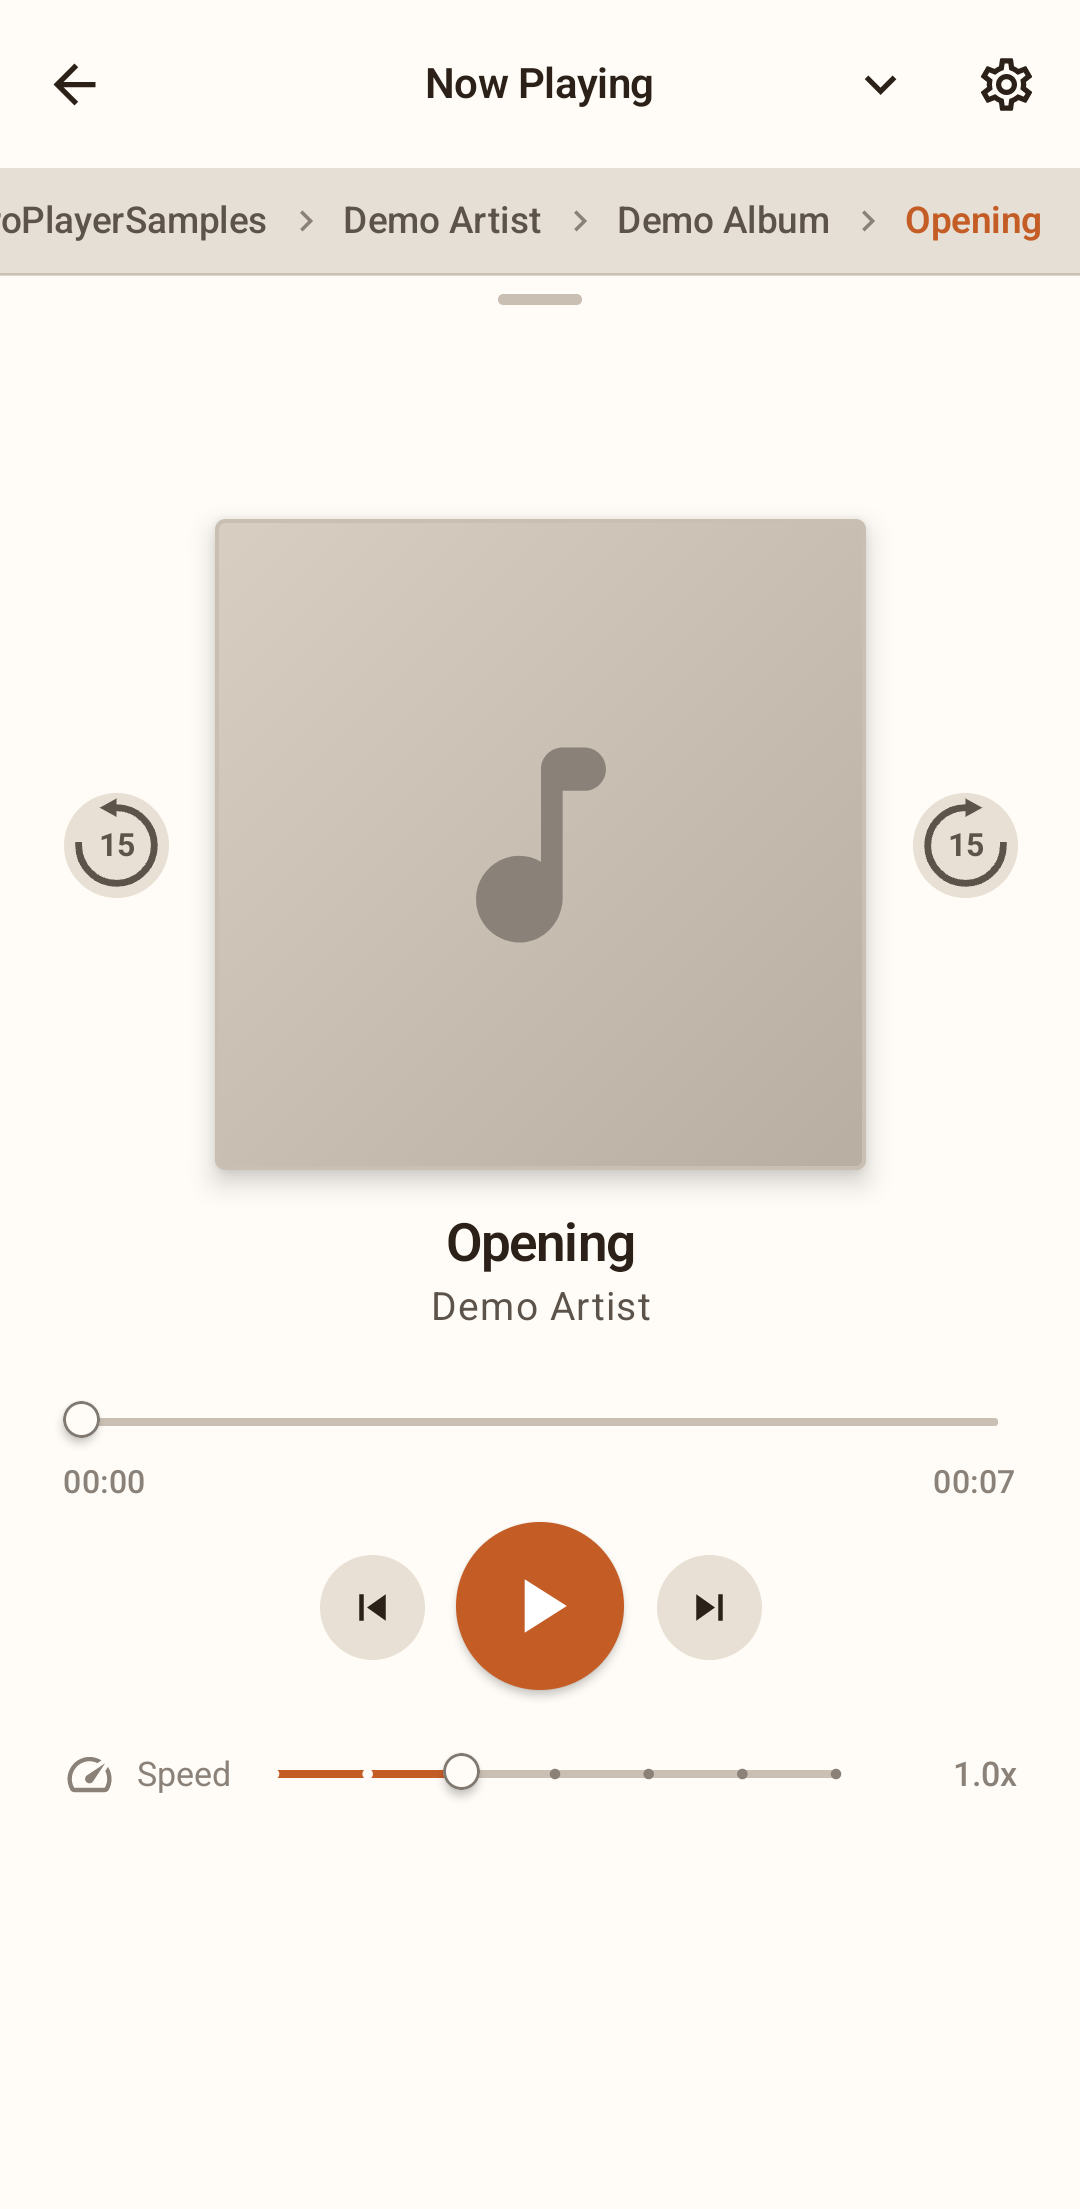 Now Playing
oPlayerSamples > Demo Artist > Demo Album > Opening
15
15
Opening
Demo Artist
00:00
00:07
Speed
1.0x